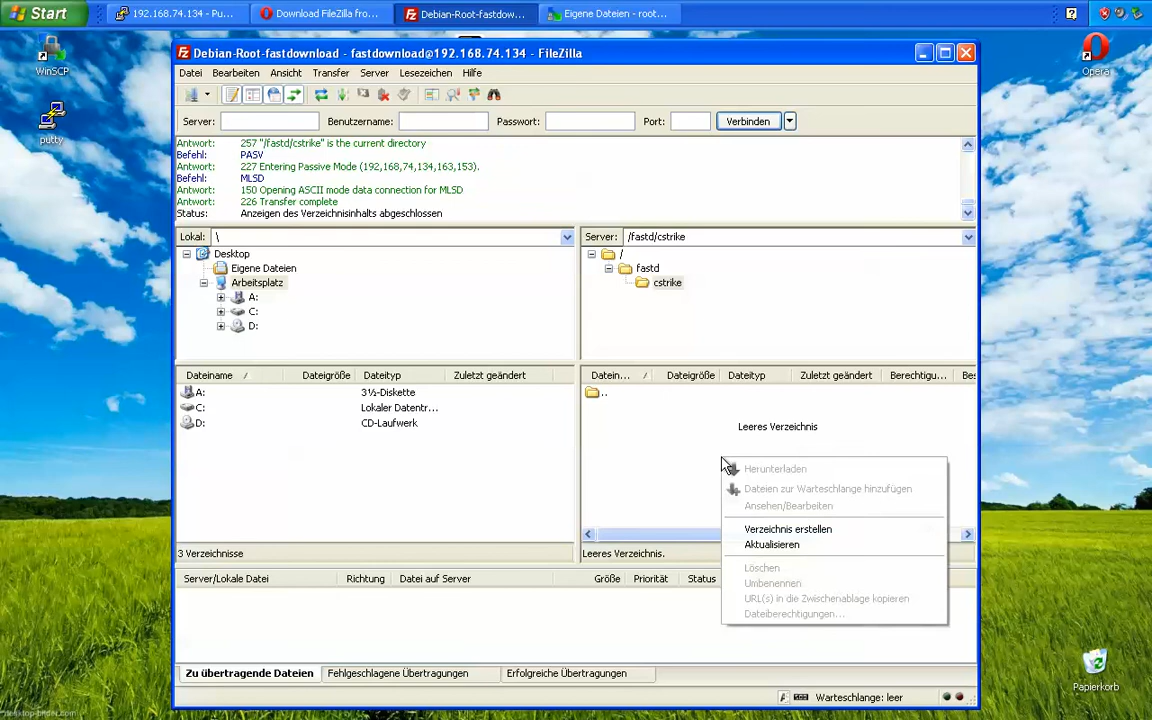 Start
192.168.74.134 - Pu...
Download FileZilla fro...
Debian-Root-fastdow...
Eigene Dateien - root...
WinSCP
putty
Opera
Papierkorb
Debian-Root-fastdownload - fastdownload@192.168.74.134 - FileZilla
Datei Bearbeiten Ansicht Transfer Server Lesezeichen Hilfe
Server: Benutzername: Passwort: Port: Verbinden
Antwort: 257 "/fastd/cstrike" is the current directory
Befehl: PASV
Antwort: 227 Entering Passive Mode (192,168,74,134,163,153).
Befehl: MLSD
Antwort: 150 Opening ASCII mode data connection for MLSD
Antwort: 226 Transfer complete
Status: Anzeigen des Verzeichnisinhalts abgeschlossen
Lokal: \
Desktop
Eigene Dateien
Arbeitsplatz
A:
C:
D:
Server: /fastd/cstrike
/
fastd
cstrike
Dateiname Dateigröße Dateityp Zuletzt geändert
A: 3½-Diskette
C: Lokaler Datentr...
D: CD-Laufwerk
3 Verzeichnisse
Datein... Dateigröße Dateityp Zuletzt geändert Berechtigu... Bes
..
Leeres Verzeichnis
Leeres Verzeichnis.
Herunterladen
Dateien zur Warteschlange hinzufügen
Ansehen/Bearbeiten
Verzeichnis erstellen
Aktualisieren
Löschen
Umbenennen
URL(s) in die Zwischenablage kopieren
Dateiberechtigungen...
Server/Lokale Datei Richtung Datei auf Server Größe Priorität Status
Zu übertragende Dateien Fehlgeschlagene Übertragungen Erfolgreiche Übertragungen
Warteschlange: leer
desktop-bilder.com